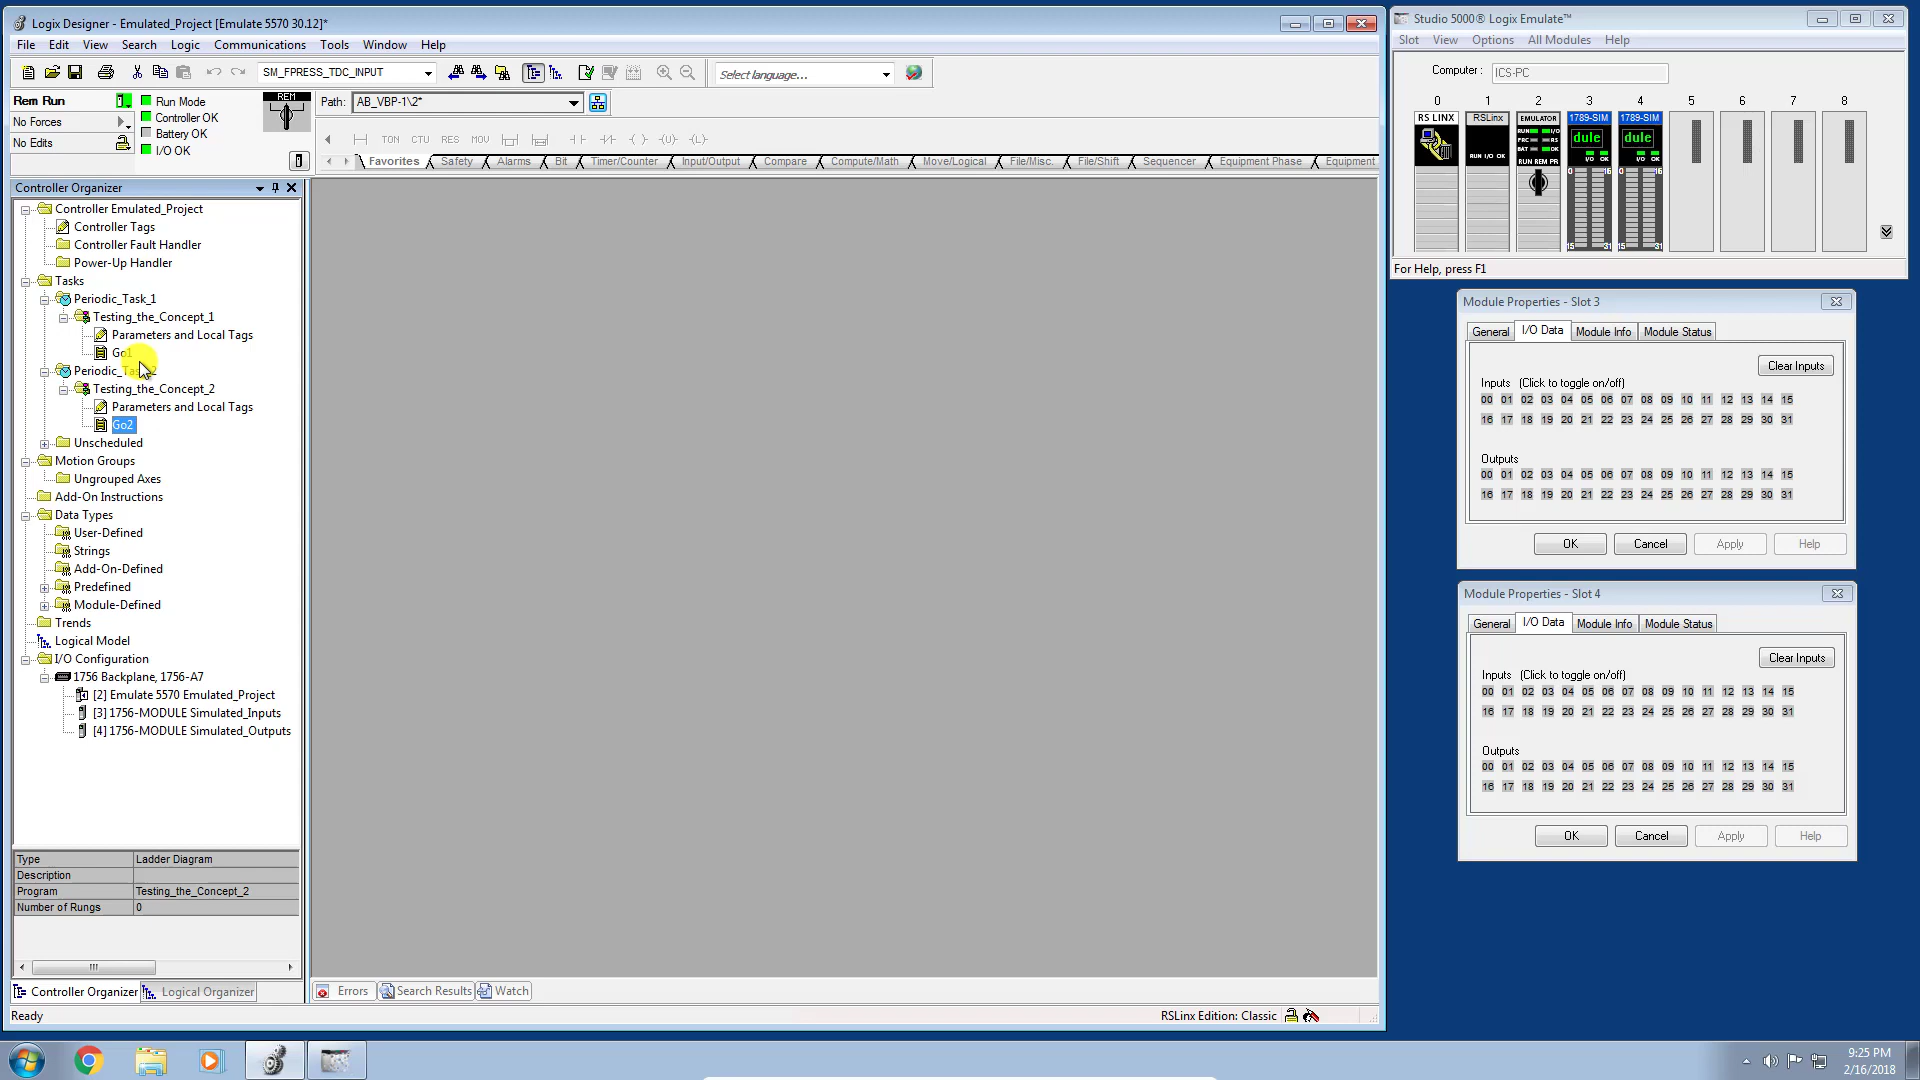 Logix Designer - Emulated_Project [Emulate 5570 30.12]*
File Edit View Search Logic Communications Tools Window Help
SM_FPRESS_TDC_INPUT
Select language...
Rem Run
Run Mode
No Forces
Controller OK
Battery OK
No Edits
I/O OK
REM
Path: AB_VBP-1\2*
TON CTU RES MOV
Favorites Safety Alarms Bit Timer/Counter Input/Output Compare Compute/Math Move/Logical File/Misc. File/Shift Sequencer Equipment Phase Equipment
Controller Organizer
Controller Emulated_Project
Controller Tags
Controller Fault Handler
Power-Up Handler
Tasks
Periodic_Task_1
Testing_the_Concept_1
Parameters and Local Tags
Go1
Periodic_Task_2
Testing_the_Concept_2
Parameters and Local Tags
Go2
Unscheduled
Motion Groups
Ungrouped Axes
Add-On Instructions
Data Types
User-Defined
Strings
Add-On-Defined
Predefined
Module-Defined
Trends
Logical Model
I/O Configuration
1756 Backplane, 1756-A7
[2] Emulate 5570 Emulated_Project
[3] 1756-MODULE Simulated_Inputs
[4] 1756-MODULE Simulated_Outputs
Type Ladder Diagram
Description
Program Testing_the_Concept_2
Number of Rungs 0
Controller Organizer Logical Organizer
Errors Search Results Watch
Ready
RSLinx Edition: Classic
Studio 5000® Logix Emulate™
Slot View Options All Modules Help
Computer : ICS-PC
0 1 2 3 4 5 6 7 8
RS LINX RSLinx EMULATOR 1789-SIM 1789-SIM
dule dule
RUN I/O OK RUN REM PR
For Help, press F1
Module Properties - Slot 3
General I/O Data Module Info Module Status
Clear Inputs
Inputs (Click to toggle on/off)
00 01 02 03 04 05 06 07 08 09 10 11 12 13 14 15
16 17 18 19 20 21 22 23 24 25 26 27 28 29 30 31
Outputs
00 01 02 03 04 05 06 07 08 09 10 11 12 13 14 15
16 17 18 19 20 21 22 23 24 25 26 27 28 29 30 31
OK Cancel Apply Help
Module Properties - Slot 4
General I/O Data Module Info Module Status
Clear Inputs
Inputs (Click to toggle on/off)
00 01 02 03 04 05 06 07 08 09 10 11 12 13 14 15
16 17 18 19 20 21 22 23 24 25 26 27 28 29 30 31
Outputs
00 01 02 03 04 05 06 07 08 09 10 11 12 13 14 15
16 17 18 19 20 21 22 23 24 25 26 27 28 29 30 31
OK Cancel Apply Help
9:25 PM
2/16/2018